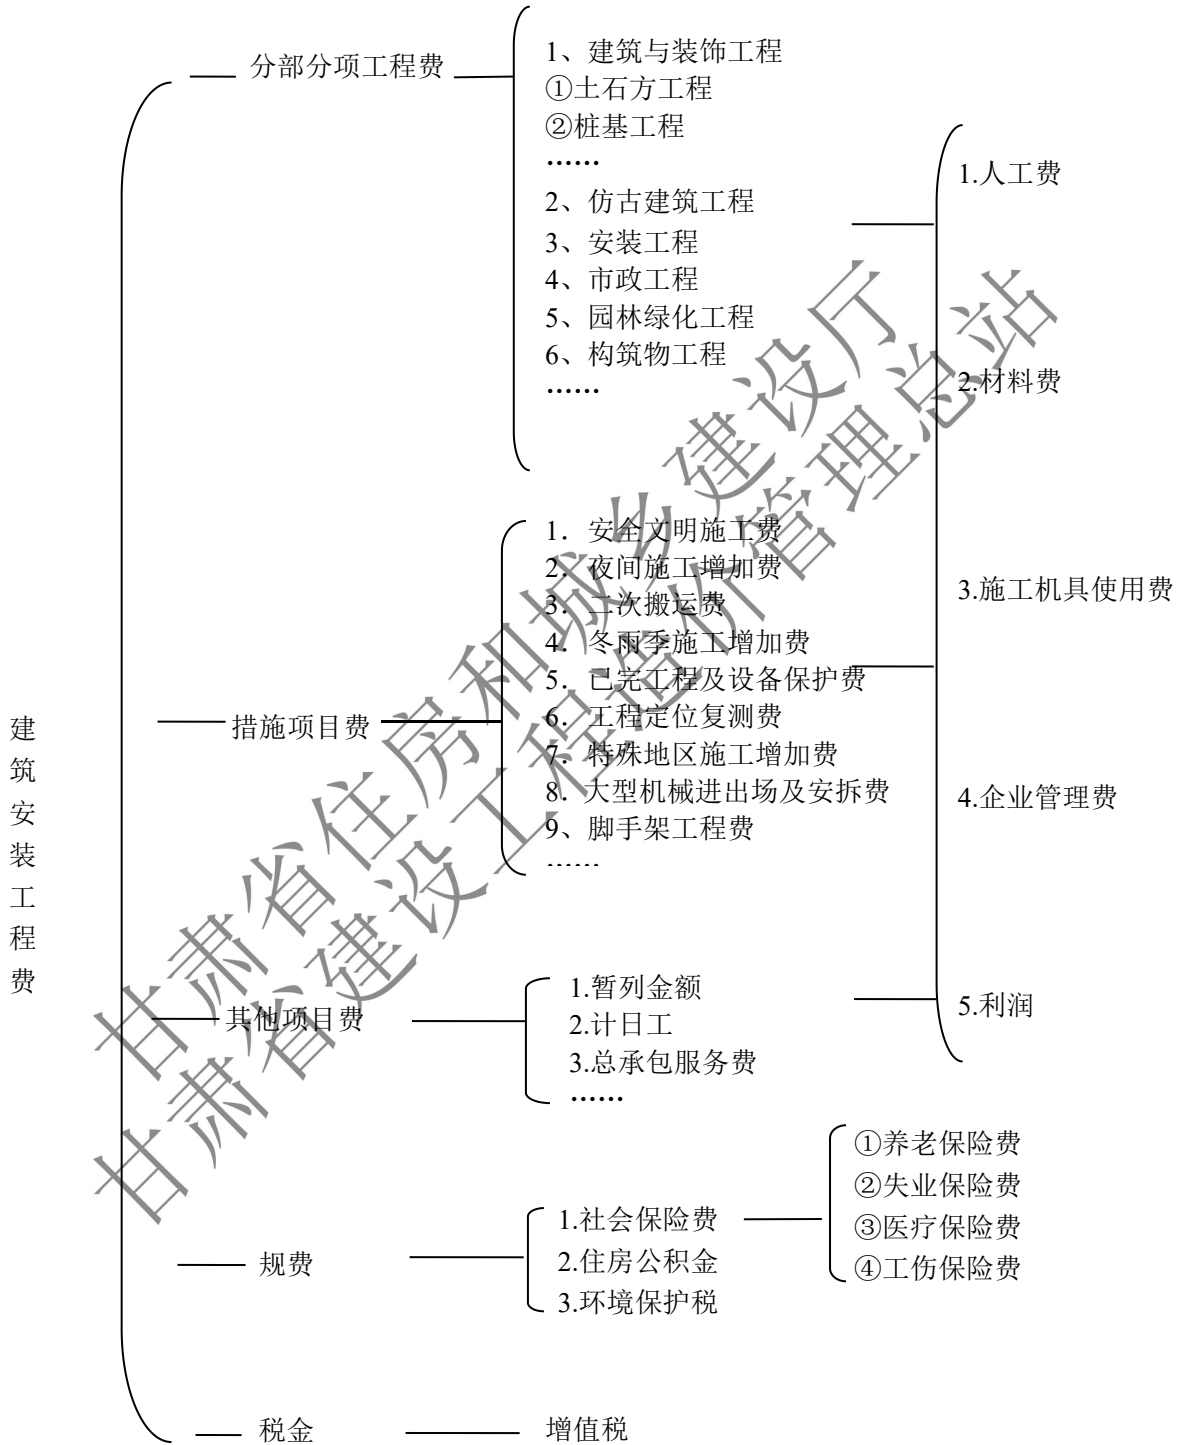 建筑安装工程费
分部分项工程费
1、建筑与装饰工程
①土石方工程
②桩基工程
……
2、仿古建筑工程
3、安装工程
4、市政工程
5、园林绿化工程
6、构筑物工程
……
措施项目费
1．安全文明施工费
2．夜间施工增加费
3．二次搬运费
4．冬雨季施工增加费
5．已完工程及设备保护费
6．工程定位复测费
7．特殊地区施工增加费
8．大型机械进出场及安拆费
9、脚手架工程费
……
其他项目费
1.暂列金额
2.计日工
3.总承包服务费
……
1.人工费
2.材料费
3.施工机具使用费
4.企业管理费
5.利润
规费
1.社会保险费
2.住房公积金
3.环境保护税
①养老保险费
②失业保险费
③医疗保险费
④工伤保险费
税金
增值税
甘肃省住房和城乡建设厅
甘肃省建设工程造价管理总站